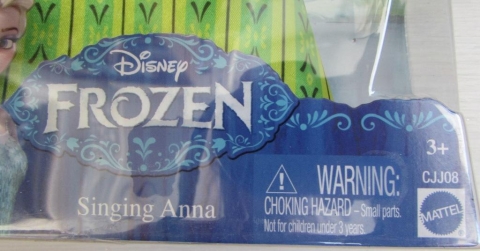 Disney
FROZEN
Singing Anna
WARNING:
CHOKING HAZARD – Small parts.
Not for children under 3 years.
3+
CJJ08
MATTEL